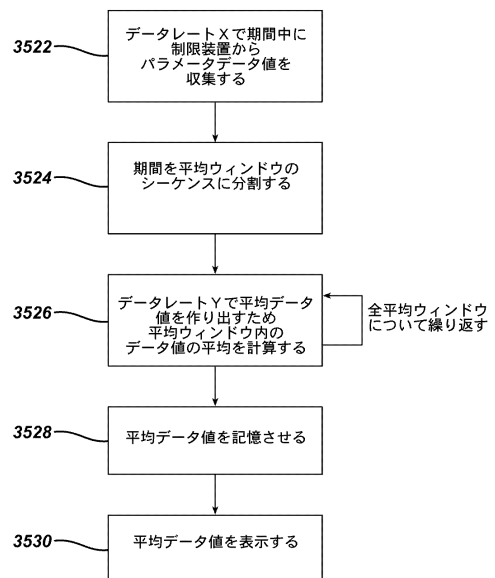 3522
データレートXで期間中に
制限装置から
パラメータデータ値を
収集する
3524
期間を平均ウィンドウの
シーケンスに分割する
3526
データレートYで平均データ
値を作り出すため
平均ウィンドウ内の
データ値の平均を計算する
全平均ウィンドウ
について繰り返す
3528
平均データ値を記憶させる
3530
平均データ値を表示する